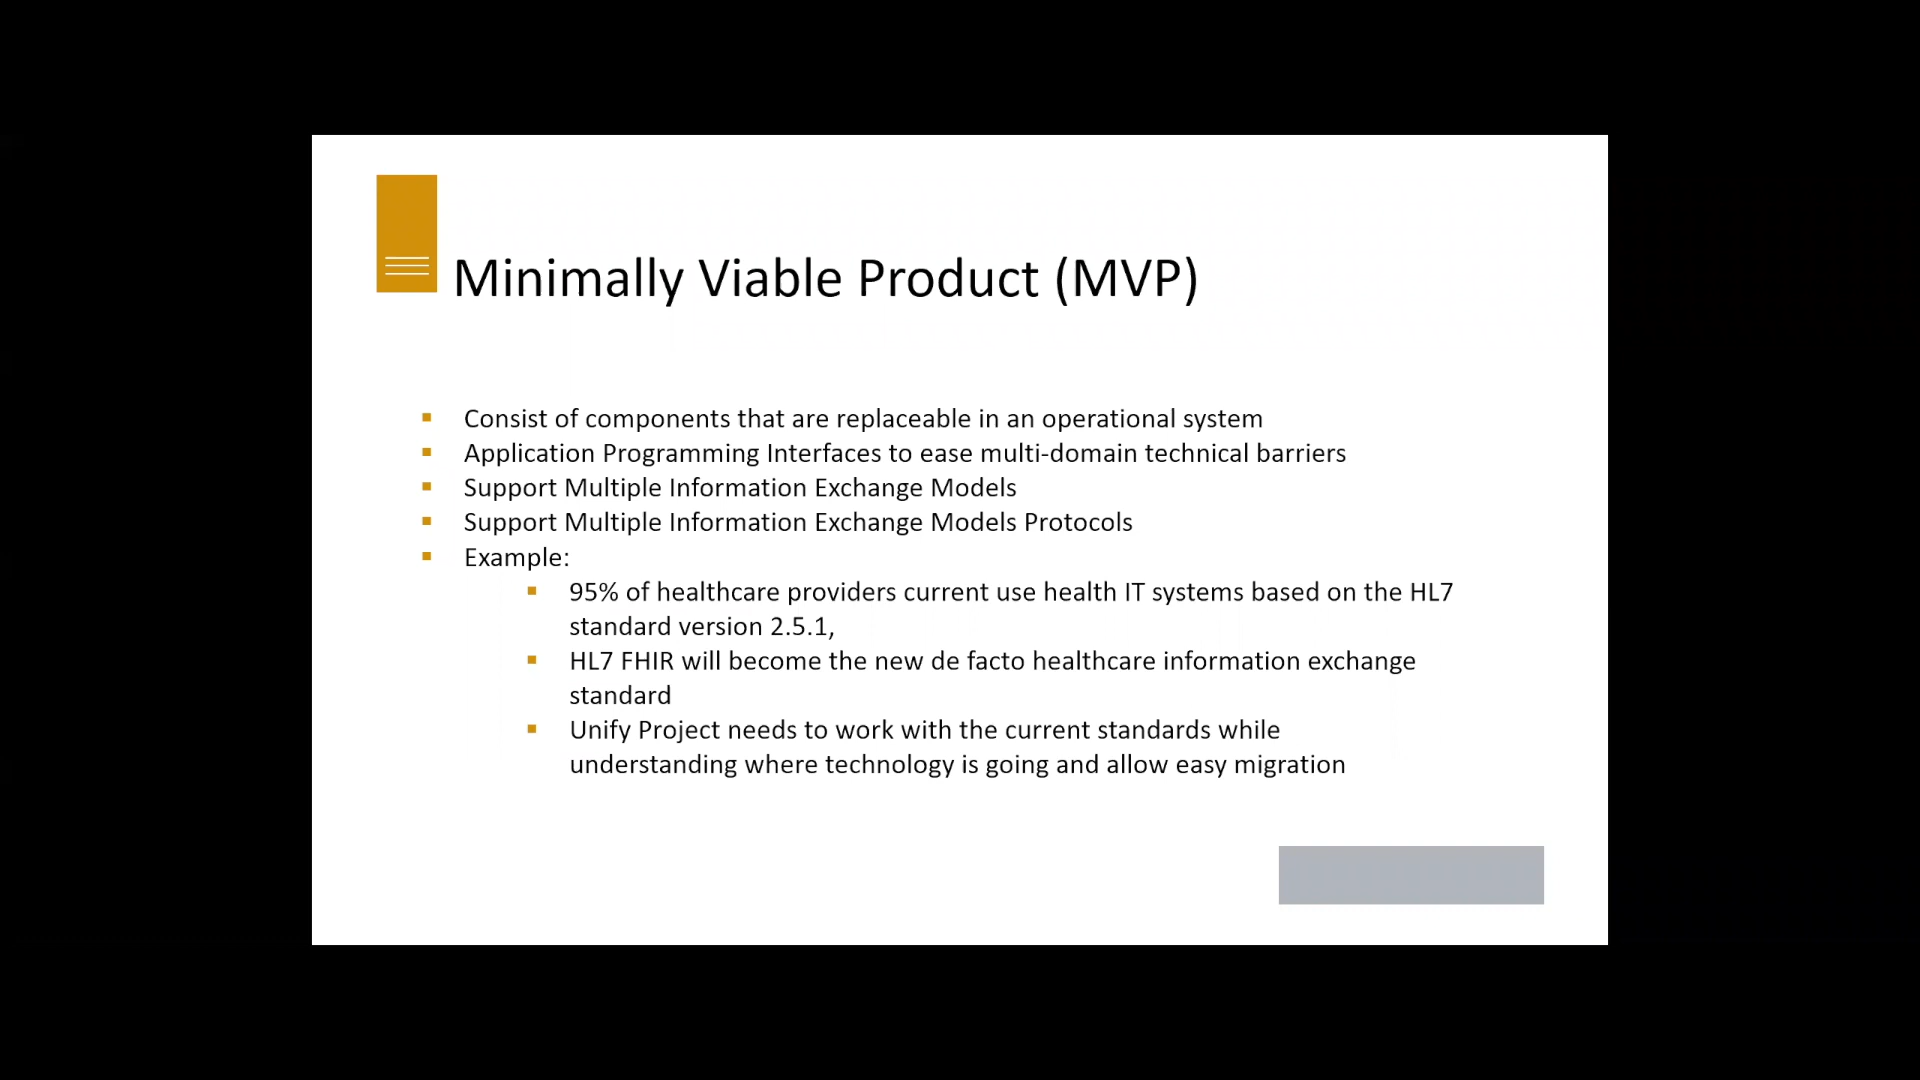 Minimally Viable Product (MVP)
Consist of components that are replaceable in an operational system
Application Programming Interfaces to ease multi-domain technical barriers
Support Multiple Information Exchange Models
Support Multiple Information Exchange Models Protocols
Example:
95% of healthcare providers current use health IT systems based on the HL7
standard version 2.5.1,
HL7 FHIR will become the new de facto healthcare information exchange
standard
Unify Project needs to work with the current standards while
understanding where technology is going and allow easy migration